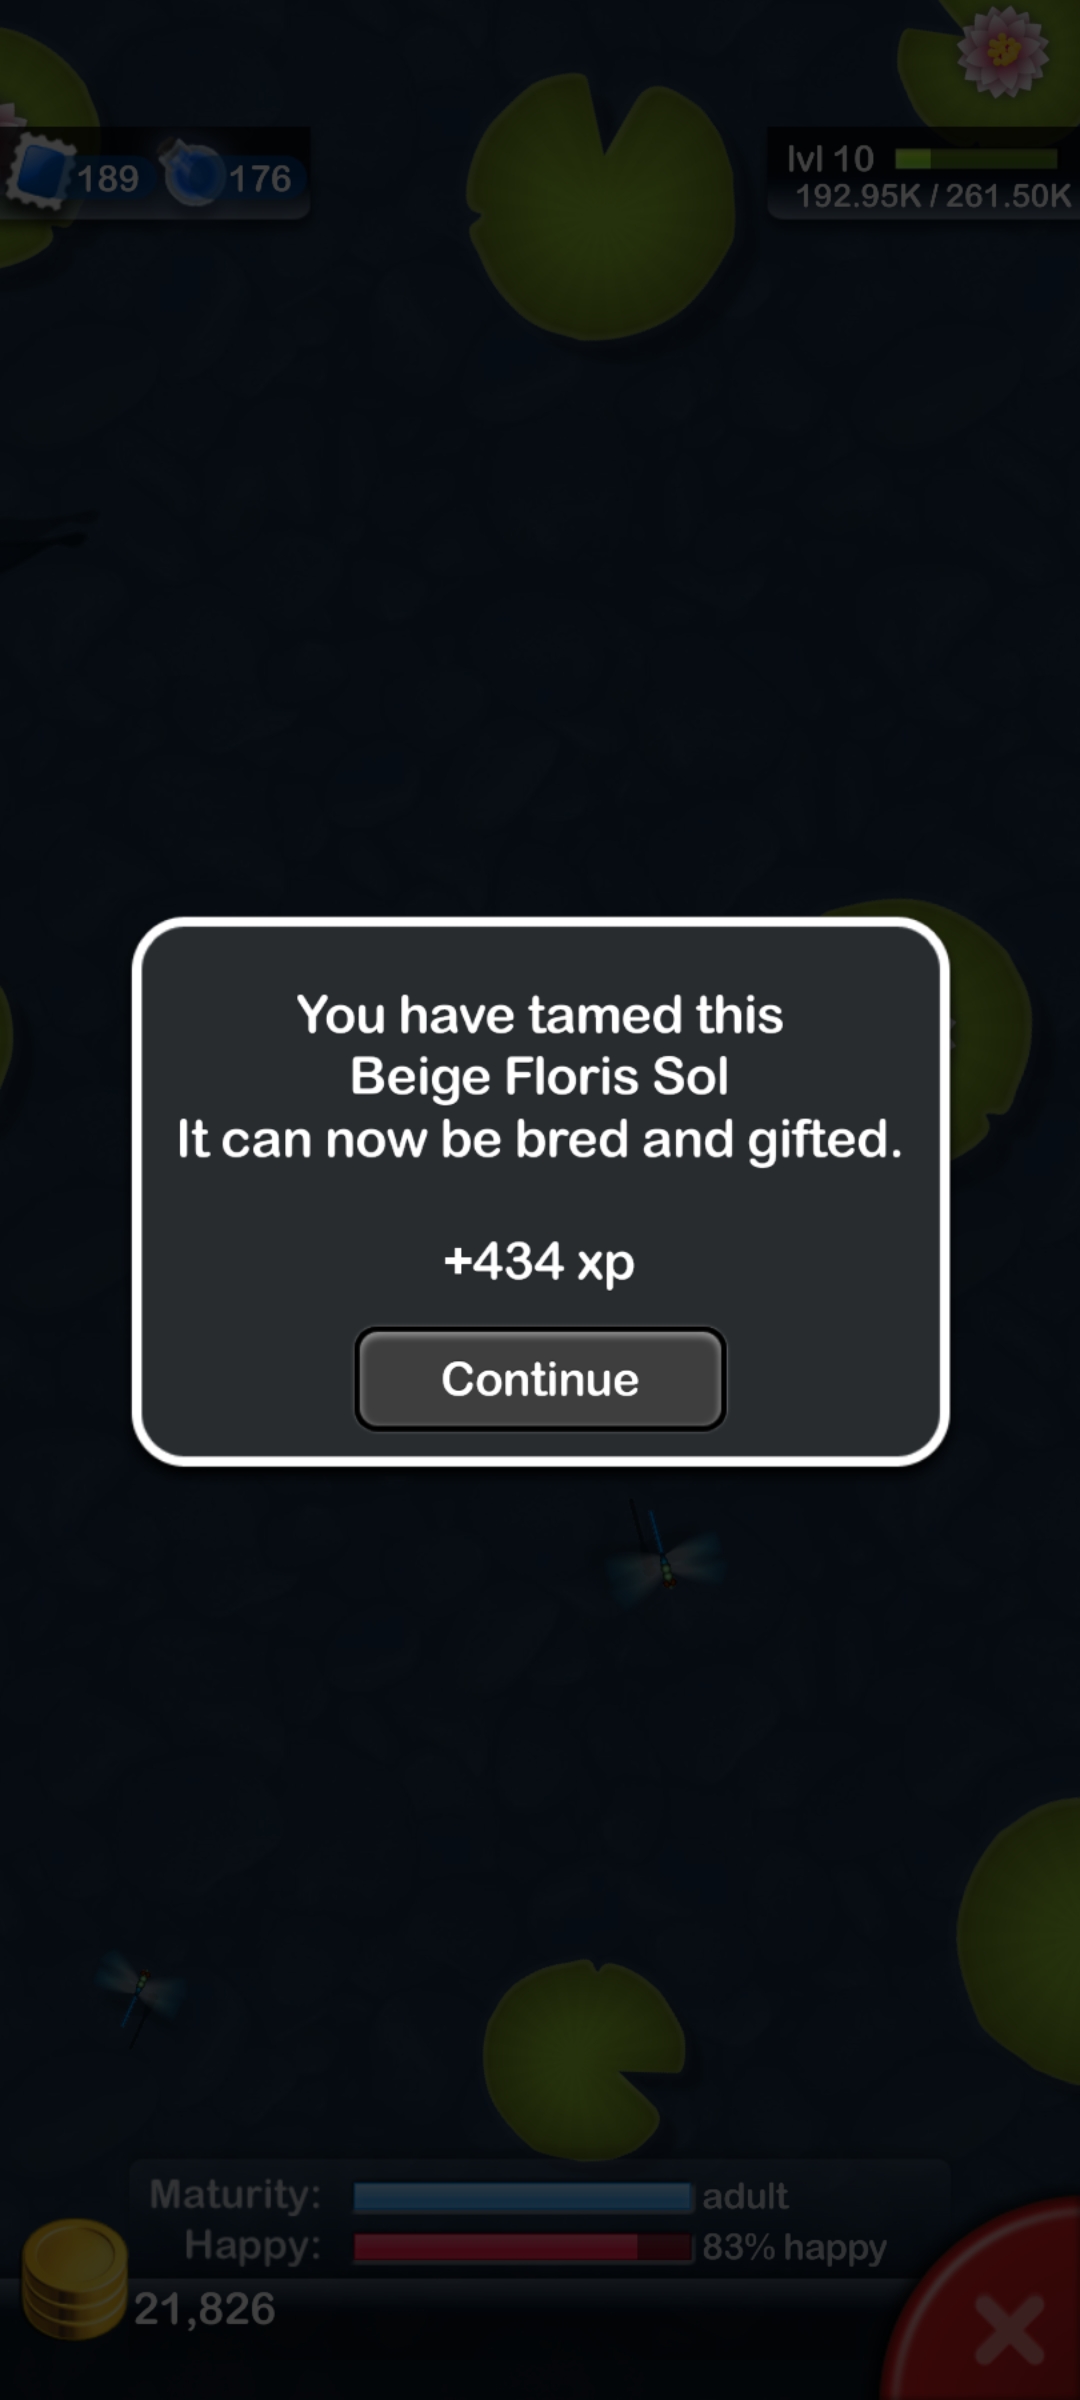 189 176
lvl 10
192.95K / 261.50K
You have tamed this
Beige Floris Sol
It can now be bred and gifted.
+434 xp
Continue
Maturity: adult
Happy: 83% happy
21,826